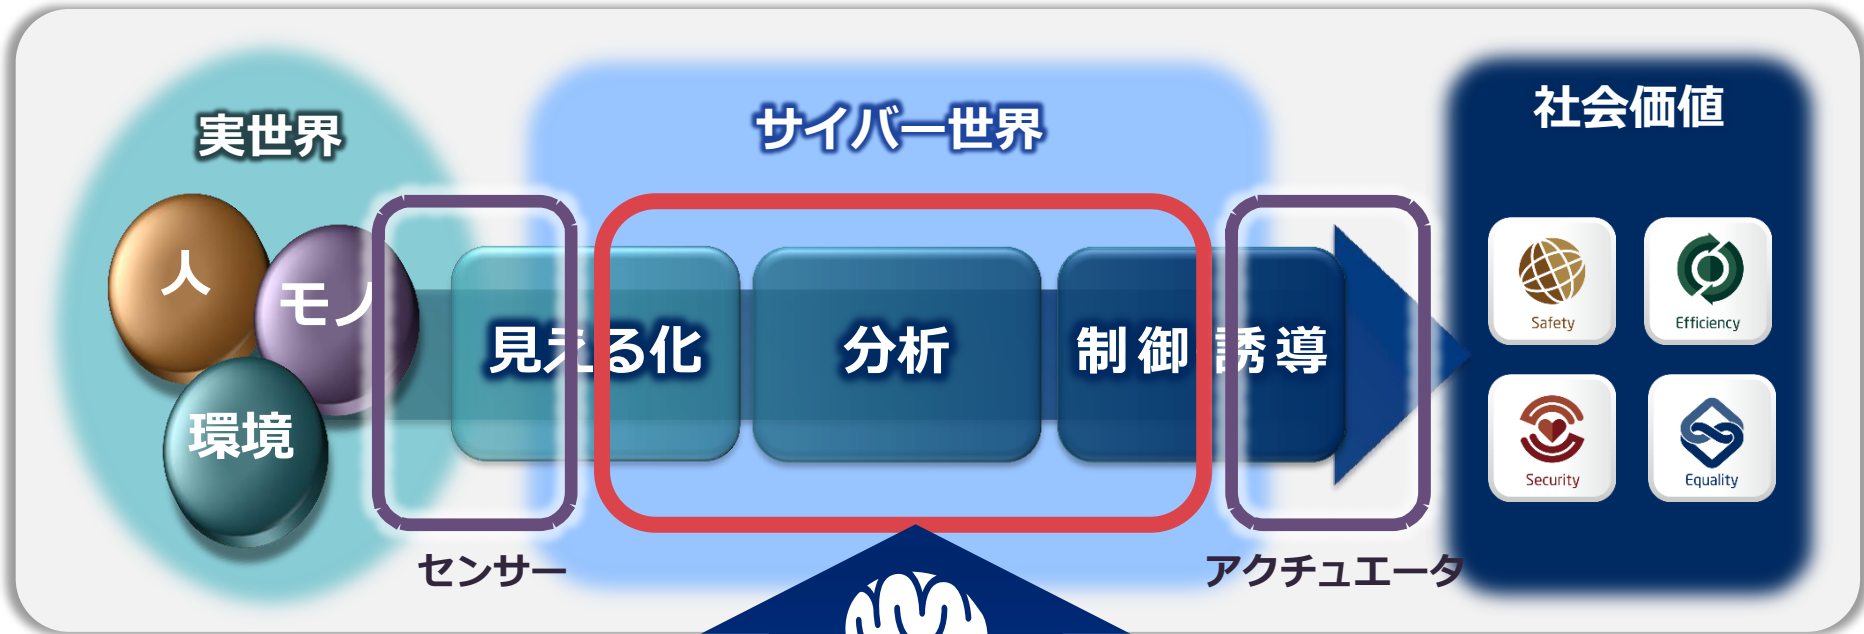 実世界
サイバー世界
社会価値
人
モノ
環境
見える化
分析
制御 誘導
Safety
Efficiency
Security
Equality
センサー
アクチュエータ